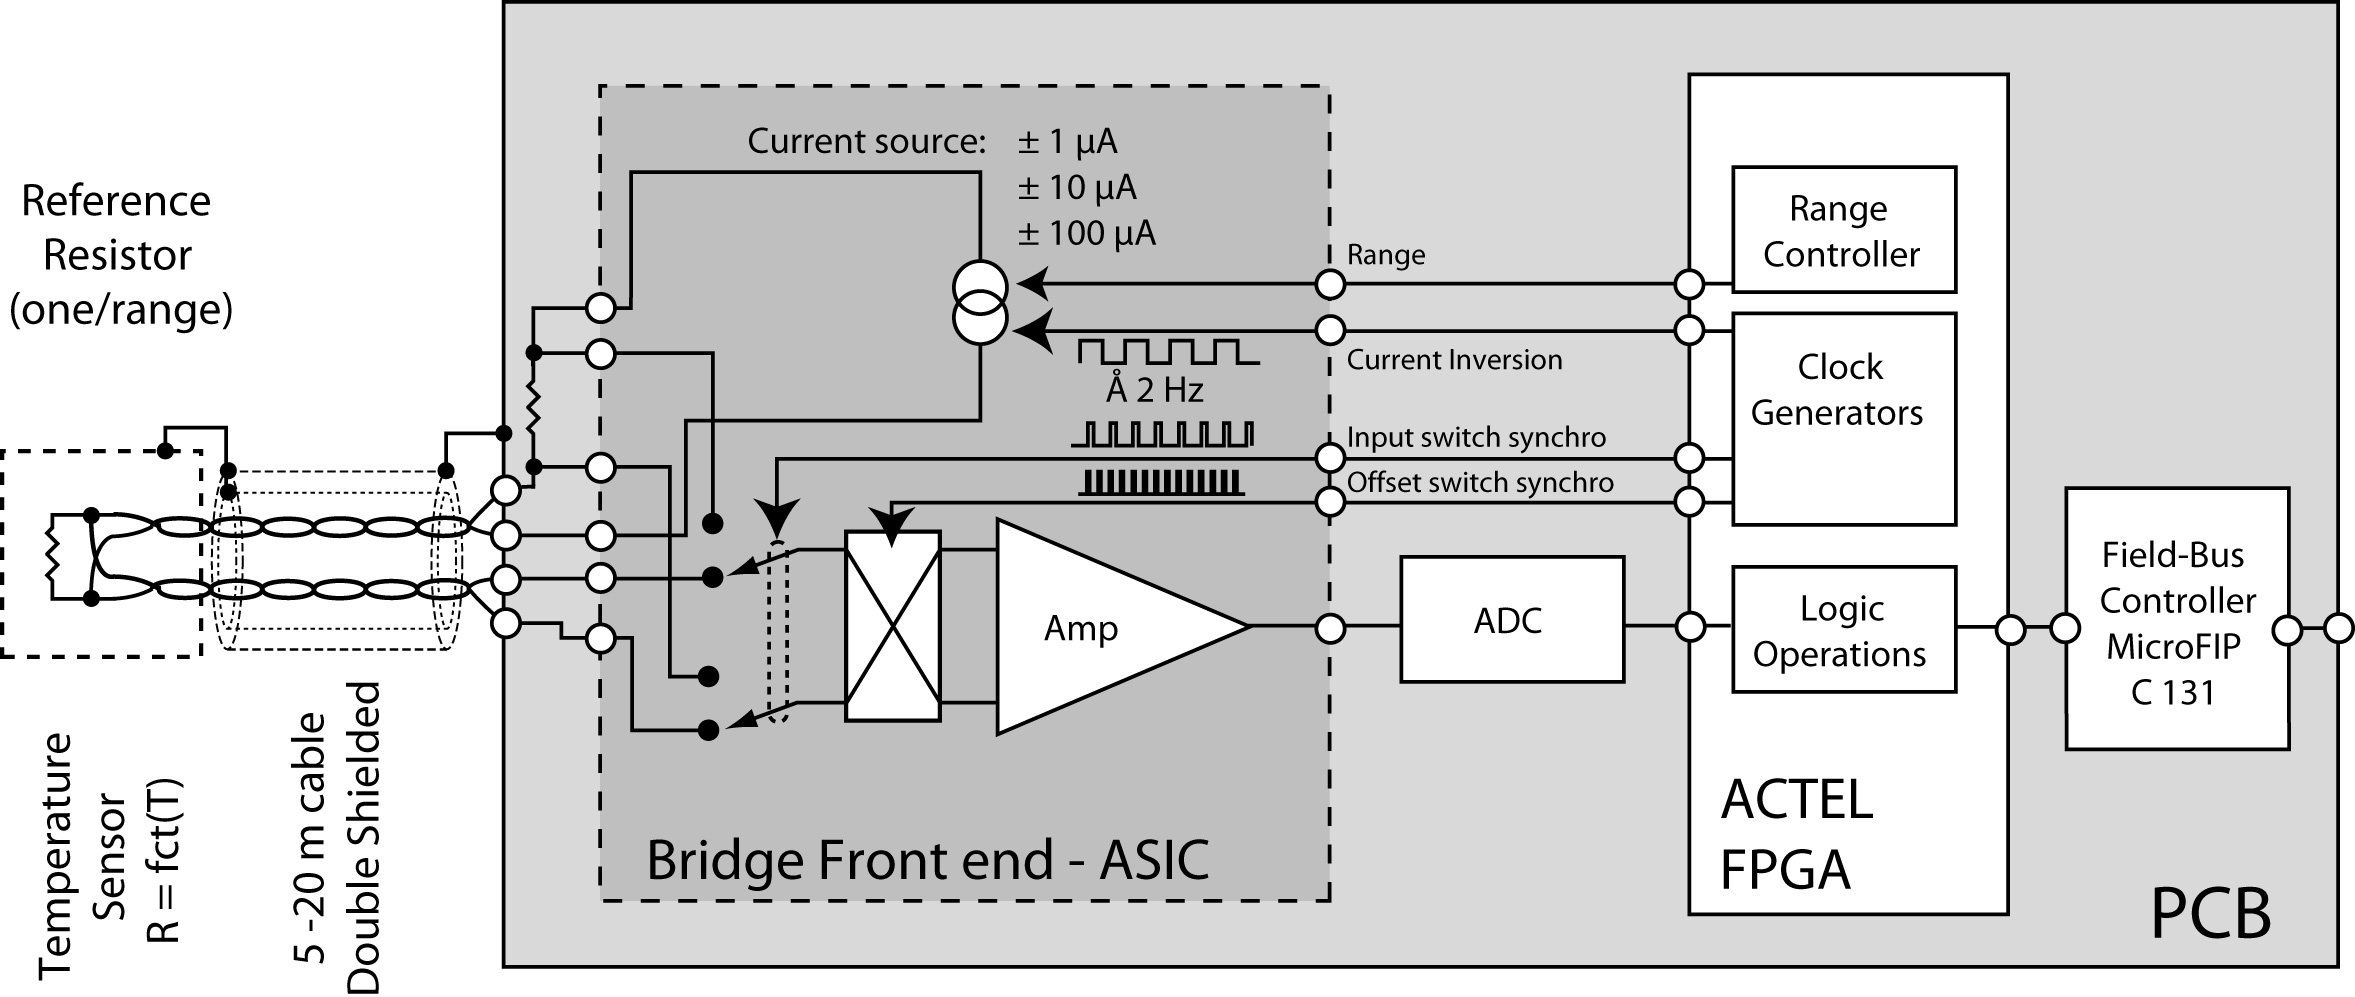 Reference
Resistor
(one/range)
Temperature
Sensor
R = fct(T)
5 -20 m cable
Double Shielded
Current source: ± 1 µA
± 10 µA
± 100 µA
Å 2 Hz
Amp
Bridge Front end - ASIC
Range
Current Inversion
Input switch synchro
Offset switch synchro
ADC
Range
Controller
Clock
Generators
Logic
Operations
ACTEL
FPGA
Field-Bus
Controller
MicroFIP
C 131
PCB